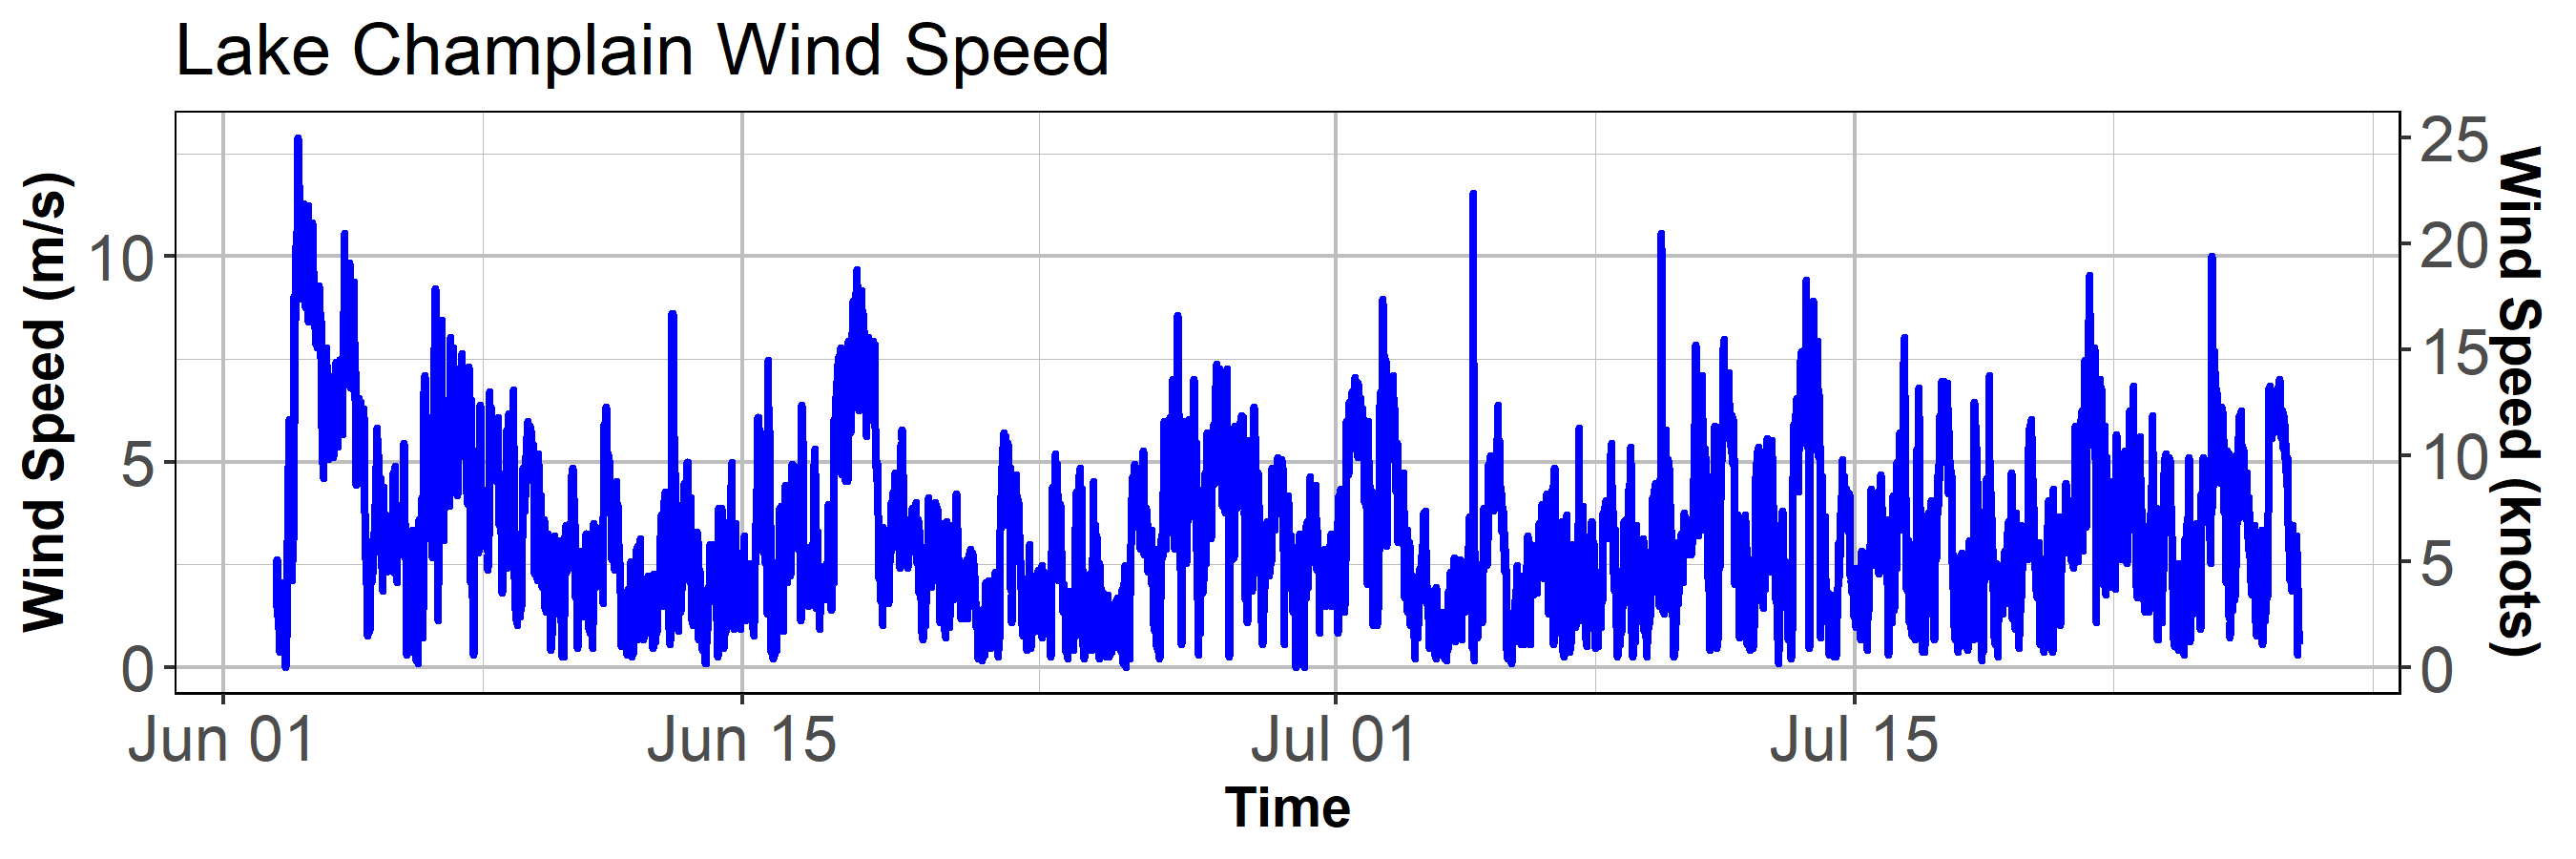 Lake Champlain Wind Speed
Wind Speed (m/s)
10
5
0
25
20
15
10
5
0
Wind Speed (knots)
Jun 01
Jun 15
Jul 01
Jul 15
Time